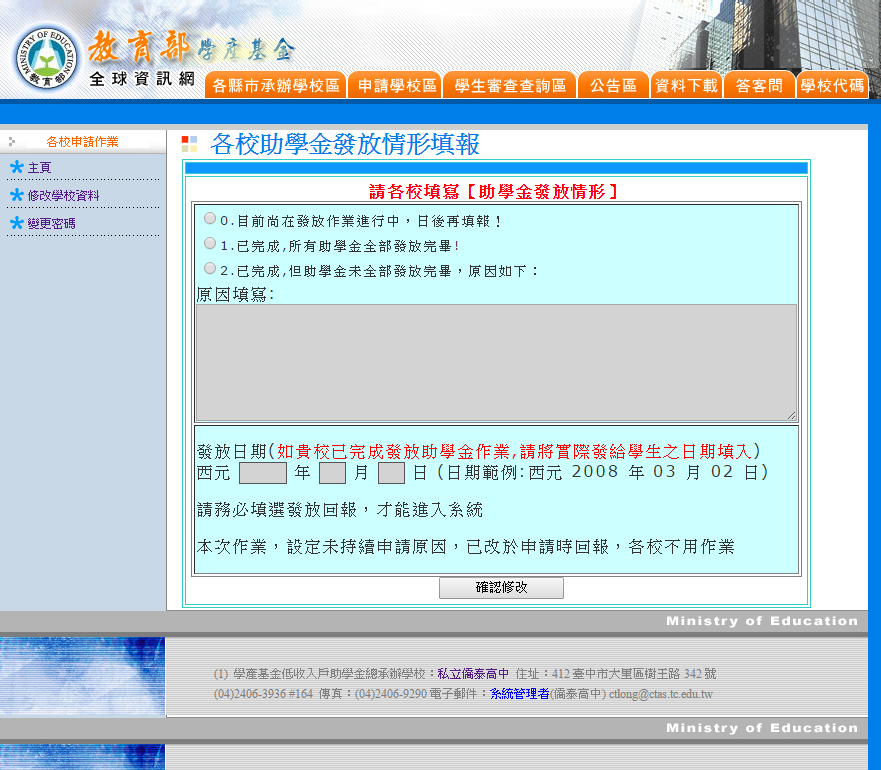 MINISTRY OF EDUCATION
教育部
教育部學產基金
全球資訊網
各縣市承辦學校區 申請學校區 學生審查查詢區 公告區 資料下載 答客問 學校代碼
各校申請作業
主頁
修改學校資料
變更密碼
各校助學金發放情形填報
請各校填寫【助學金發放情形】
0.目前尚在發放作業進行中，日後再填報！
1.已完成,所有助學金全部發放完畢!
2.已完成,但助學金未全部發放完畢，原因如下：
原因填寫:
發放日期(如貴校已完成發放助學金作業,請將實際發給學生之日期填入)
西元 年 月 日 (日期範例:西元 2008 年 03 月 02 日)
請務必填選發放回報，才能進入系統
本次作業，設定未持續申請原因，已改於申請時回報，各校不用作業
確認修改
Ministry of Education
(1) 學產基金低收入戶助學金總承辦學校：私立僑泰高中 住址：412 臺中市大里區樹王路 342 號
(04)2406-3936 #164 傳真：(04)2406-9290 電子郵件：系統管理者(僑泰高中) ctlong@ctas.tc.edu.tw
Ministry of Education